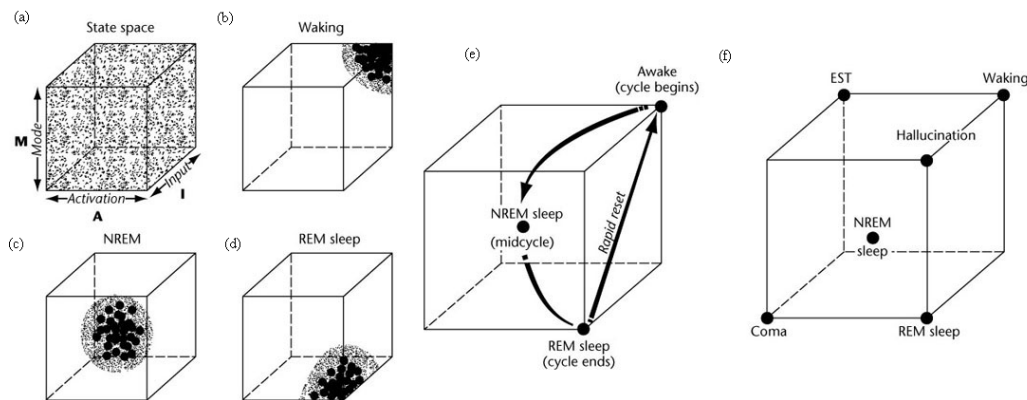 (a)
State space
M
Mode
Activation
A
Input
I
(b)
Waking
(c)
NREM
(d)
REM sleep
(e)
Awake
(cycle begins)
NREM sleep
(midcycle)
Rapid reset
REM sleep
(cycle ends)
(f)
EST
Waking
Hallucination
NREM
sleep
Coma
REM sleep